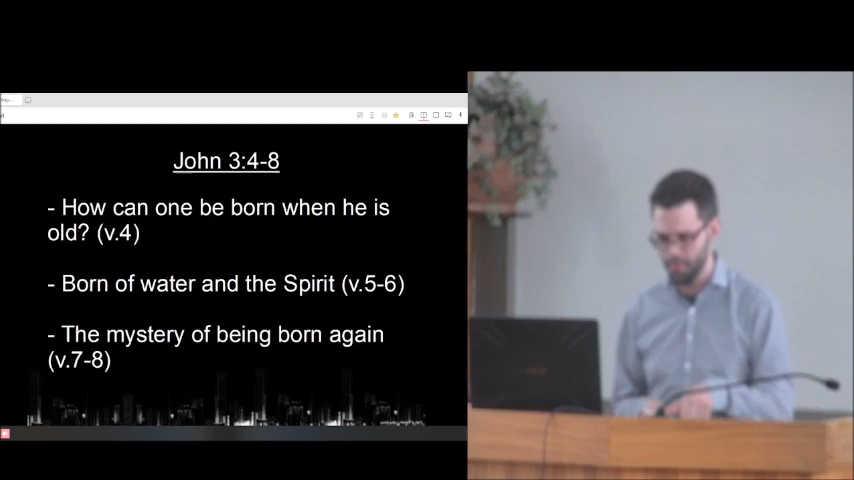 John 3:4-8
- How can one be born when he is
old? (v.4)
- Born of water and the Spirit (v.5-6)
- The mystery of being born again
(v.7-8)